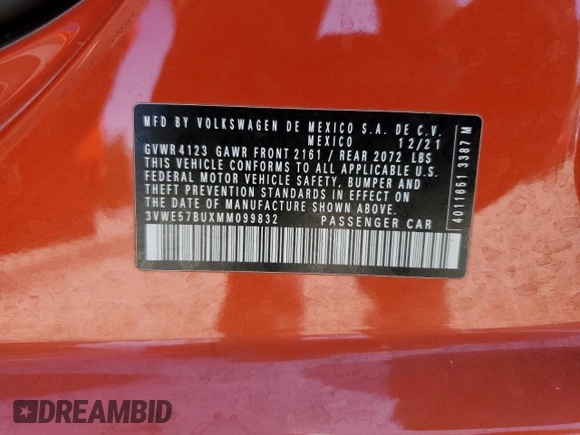 MFD BY VOLKSWAGEN DE MEXICO S.A. DE C.V.
MEXICO 12/21
GVWR 4123 GAWR FRONT 2161 / REAR 2072 LBS
THIS VEHICLE CONFORMS TO ALL APPLICABLE U.S.
FEDERAL MOTOR VEHICLE SAFETY, BUMPER AND
THEFT PREVENTION STANDARDS IN EFFECT ON
THE DATE OF MANUFACTURE SHOWN ABOVE.
3VWE57BUXMM099832 PASSENGER CAR
4011651 3387 M
DREAMBID